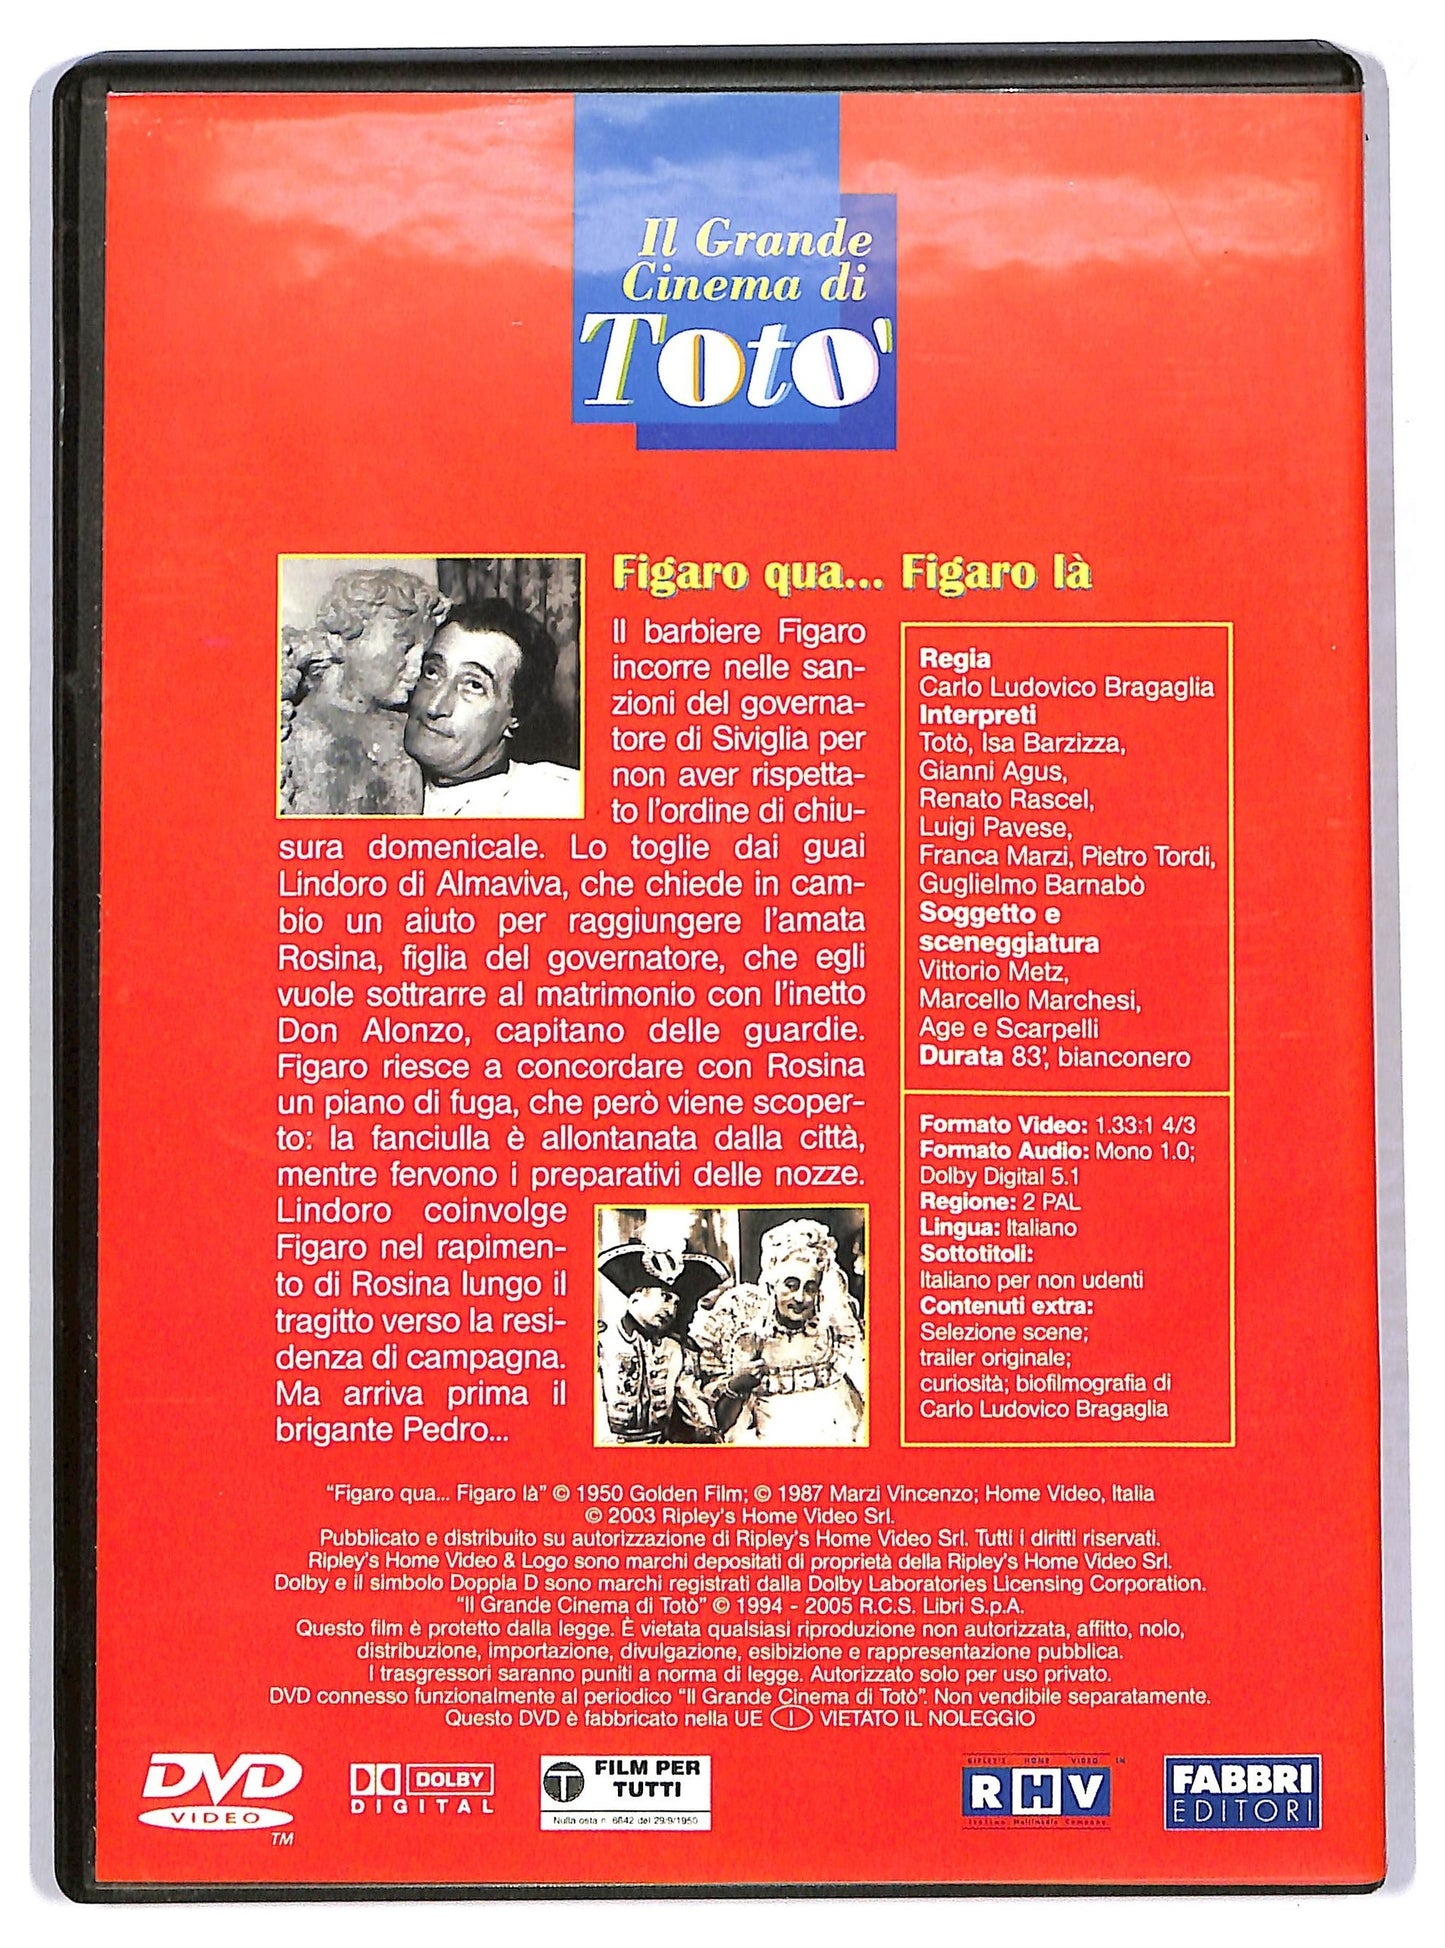 Il Grande
Cinema di
Totò
Figaro qua... Figaro là
Il barbiere Figaro
incorre nelle san-
zioni del governa-
tore di Siviglia per
non aver rispetta-
to l'ordine di chiu-
sura domenicale. Lo toglie dai guai
Lindoro di Almaviva, che chiede in cam-
bio un aiuto per raggiungere l'amata
Rosina, figlia del governatore, che egli
vuole sottrarre al matrimonio con l'inetto
Don Alonzo, capitano delle guardie.
Figaro riesce a concordare con Rosina
un piano di fuga, che però viene scoper-
to: la fanciulla è allontanata dalla città,
mentre fervono i preparativi delle nozze.
Lindoro coinvolge
Figaro nel rapimen-
to di Rosina lungo il
tragitto verso la resi-
denza di campagna.
Ma arriva prima il
brigante Pedro...
Regia
Carlo Ludovico Bragaglia
Interpreti
Totò, Isa Barzizza,
Gianni Agus,
Renato Rascel,
Luigi Pavese,
Franca Marzi, Pietro Tordi,
Guglielmo Barnabò
Soggetto e
sceneggiatura
Vittorio Metz,
Marcello Marchesi,
Age e Scarpelli
Durata 83', bianconero
Formato Video: 1.33:1 4/3
Formato Audio: Mono 1.0;
Dolby Digital 5.1
Regione: 2 PAL
Lingua: Italiano
Sottotitoli:
Italiano per non udenti
Contenuti extra:
Selezione scene;
trailer originale;
curiosità; biofilmografia di
Carlo Ludovico Bragaglia
"Figaro qua... Figaro là" © 1950 Golden Film; © 1987 Marzi Vincenzo; Home Video, Italia
© 2003 Ripley's Home Video Srl.
Pubblicato e distribuito su autorizzazione di Ripley's Home Video Srl. Tutti i diritti riservati.
Ripley's Home Video & Logo sono marchi depositati di proprietà della Ripley's Home Video Srl.
Dolby e il simbolo Doppia D sono marchi registrati dalla Dolby Laboratories Licensing Corporation.
"Il Grande Cinema di Totò" © 1994 - 2005 R.C.S. Libri S.p.A.
Questo film è protetto dalla legge. È vietata qualsiasi riproduzione non autorizzata, affitto, nolo,
distribuzione, importazione, divulgazione, esibizione e rappresentazione pubblica.
I trasgressori saranno puniti a norma di legge. Autorizzato solo per uso privato.
DVD connesso funzionalmente al periodico "Il Grande Cinema di Totò". Non vendibile separatamente.
Questo DVD è fabbricato nella UE I VIETATO IL NOLEGGIO
DVD
VIDEO
TM
DOLBY
DIGITAL
T
FILM PER
TUTTI
Nulla osta n. 6642 del 29/9/1950
RIPLEY'S HOME VIDEO IN
RHV
Italian Multimedia Company
FABBRI
EDITORI